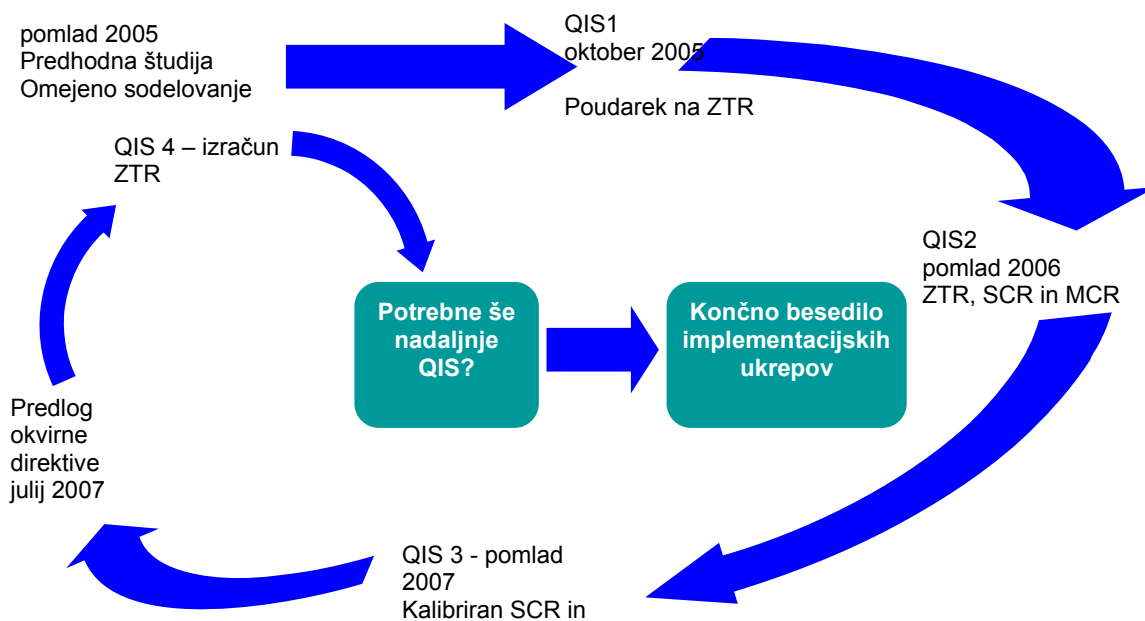 pomlad 2005
Predhodna študija
Omejeno sodelovanje
QIS1
oktober 2005
Poudarek na ZTR
QIS2
pomlad 2006
ZTR, SCR in MCR
QIS 3 - pomlad
2007
Kalibriran SCR in
Predlog
okvirne
direktive
julij 2007
QIS 4 – izračun
ZTR
Potrebne še
nadaljnje
QIS?
Končno besedilo
implementacijskih
ukrepov